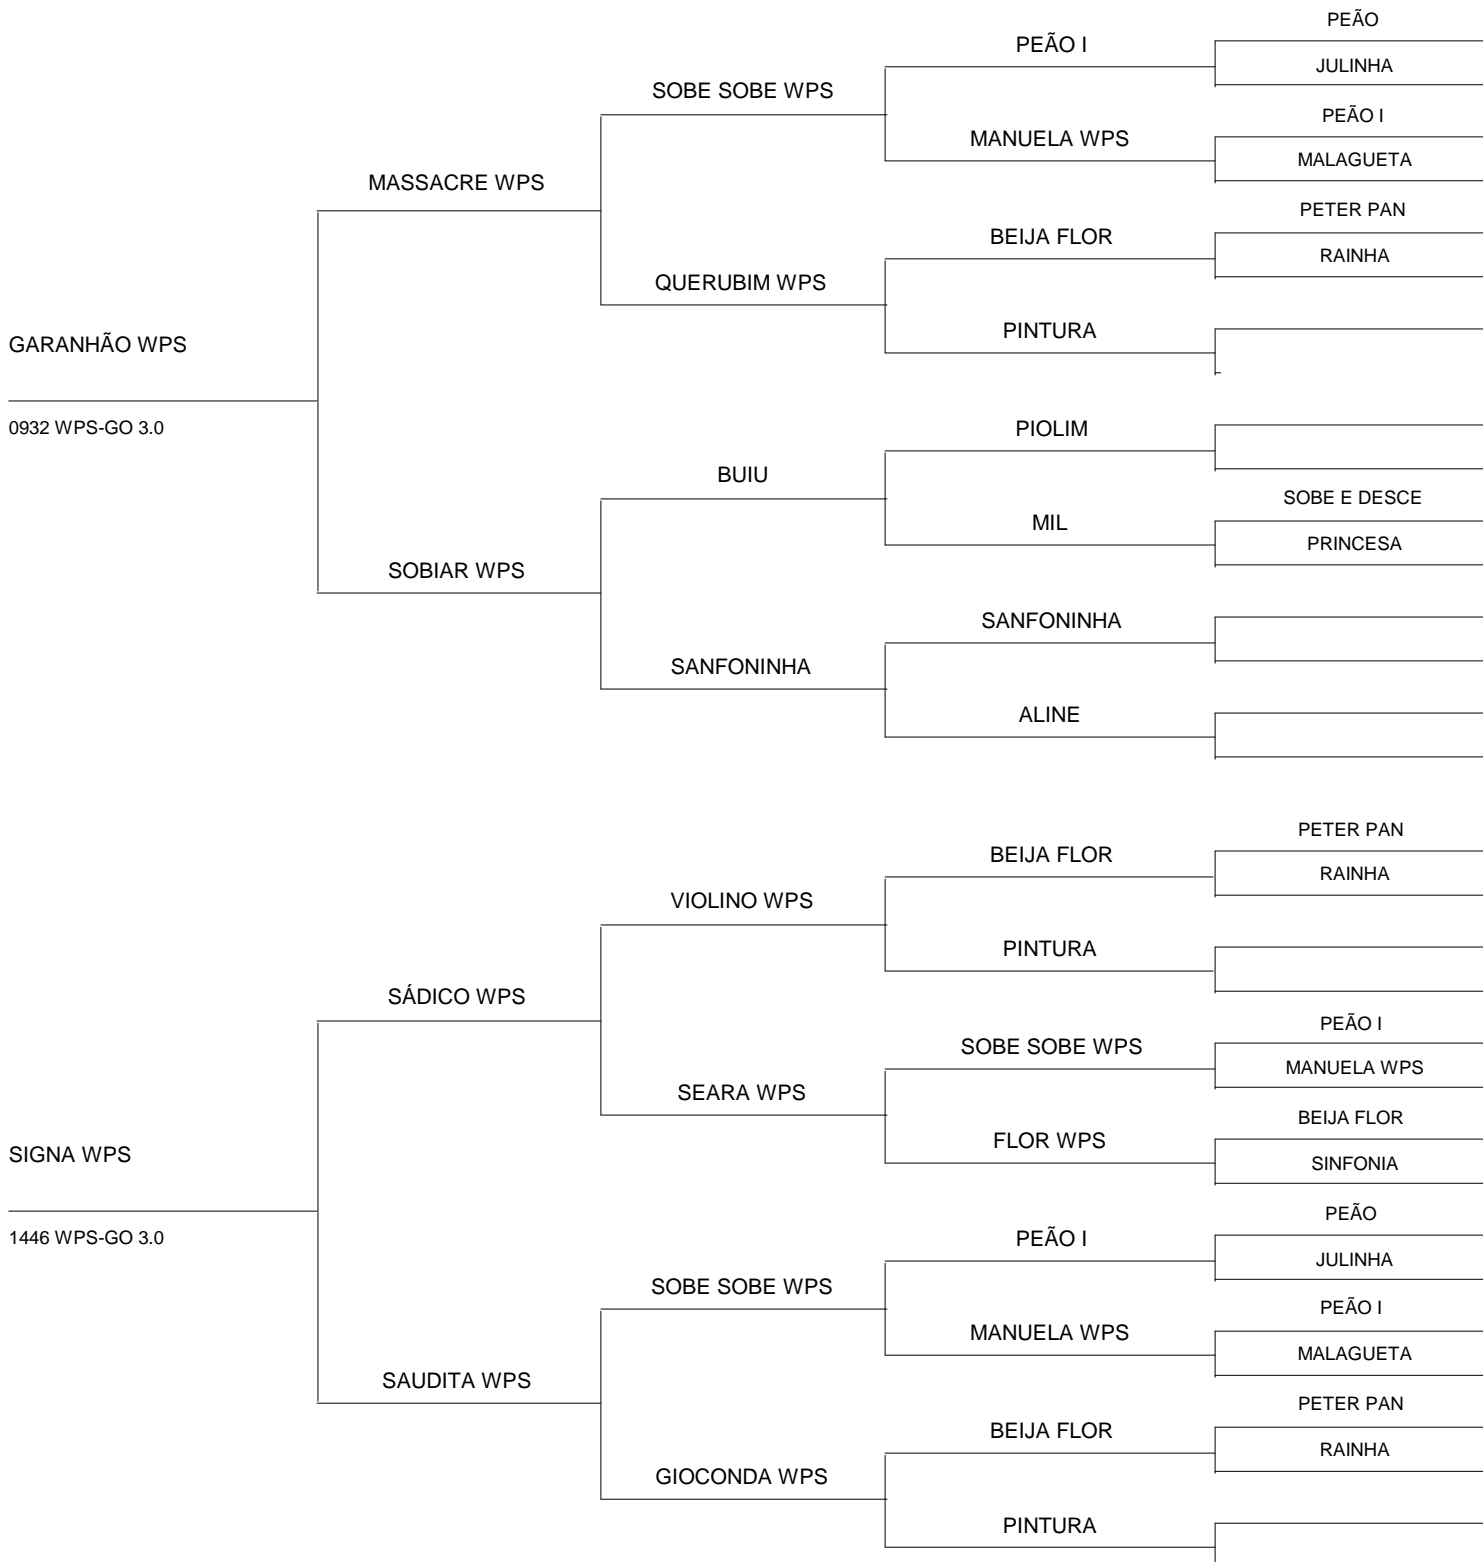 PEÃO
PEÃO I
JULINHA
SOBE SOBE WPS
PEÃO I
MANUELA WPS
MALAGUETA
MASSACRE WPS
PETER PAN
BEIJA FLOR
RAINHA
QUERUBIM WPS
PINTURA
GARANHÃO WPS
0932 WPS-GO 3.0
PIOLIM
BUIU
SOBE E DESCE
MIL
PRINCESA
SOBIAR WPS
SANFONINHA
SANFONINHA
ALINE
PETER PAN
BEIJA FLOR
RAINHA
VIOLINO WPS
PINTURA
SÁDICO WPS
PEÃO I
SOBE SOBE WPS
MANUELA WPS
SEARA WPS
BEIJA FLOR
FLOR WPS
SINFONIA
SIGNA WPS
1446 WPS-GO 3.0
PEÃO
PEÃO I
JULINHA
SOBE SOBE WPS
PEÃO I
MANUELA WPS
MALAGUETA
SAUDITA WPS
PETER PAN
BEIJA FLOR
RAINHA
GIOCONDA WPS
PINTURA